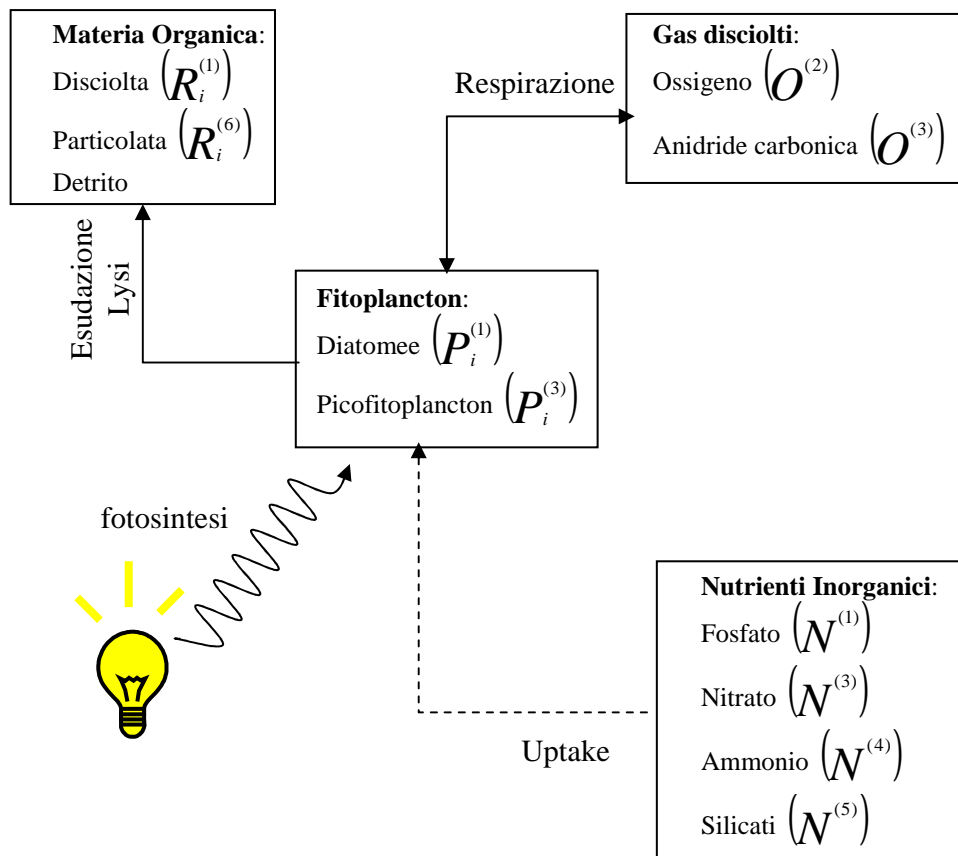 Materia Organica:
Disciolta (R_i^(1))
Particolata (R_i^(6))
Detrito
Gas disciolti:
Ossigeno (O^(2))
Anidride carbonica (O^(3))
Respirazione
Esudazione
Lysi
Fitoplancton:
Diatomee (P_i^(1))
Picofitoplancton (P_i^(3))
fotosintesi
Uptake
Nutrienti Inorganici:
Fosfato (N^(1))
Nitrato (N^(3))
Ammonio (N^(4))
Silicati (N^(5))